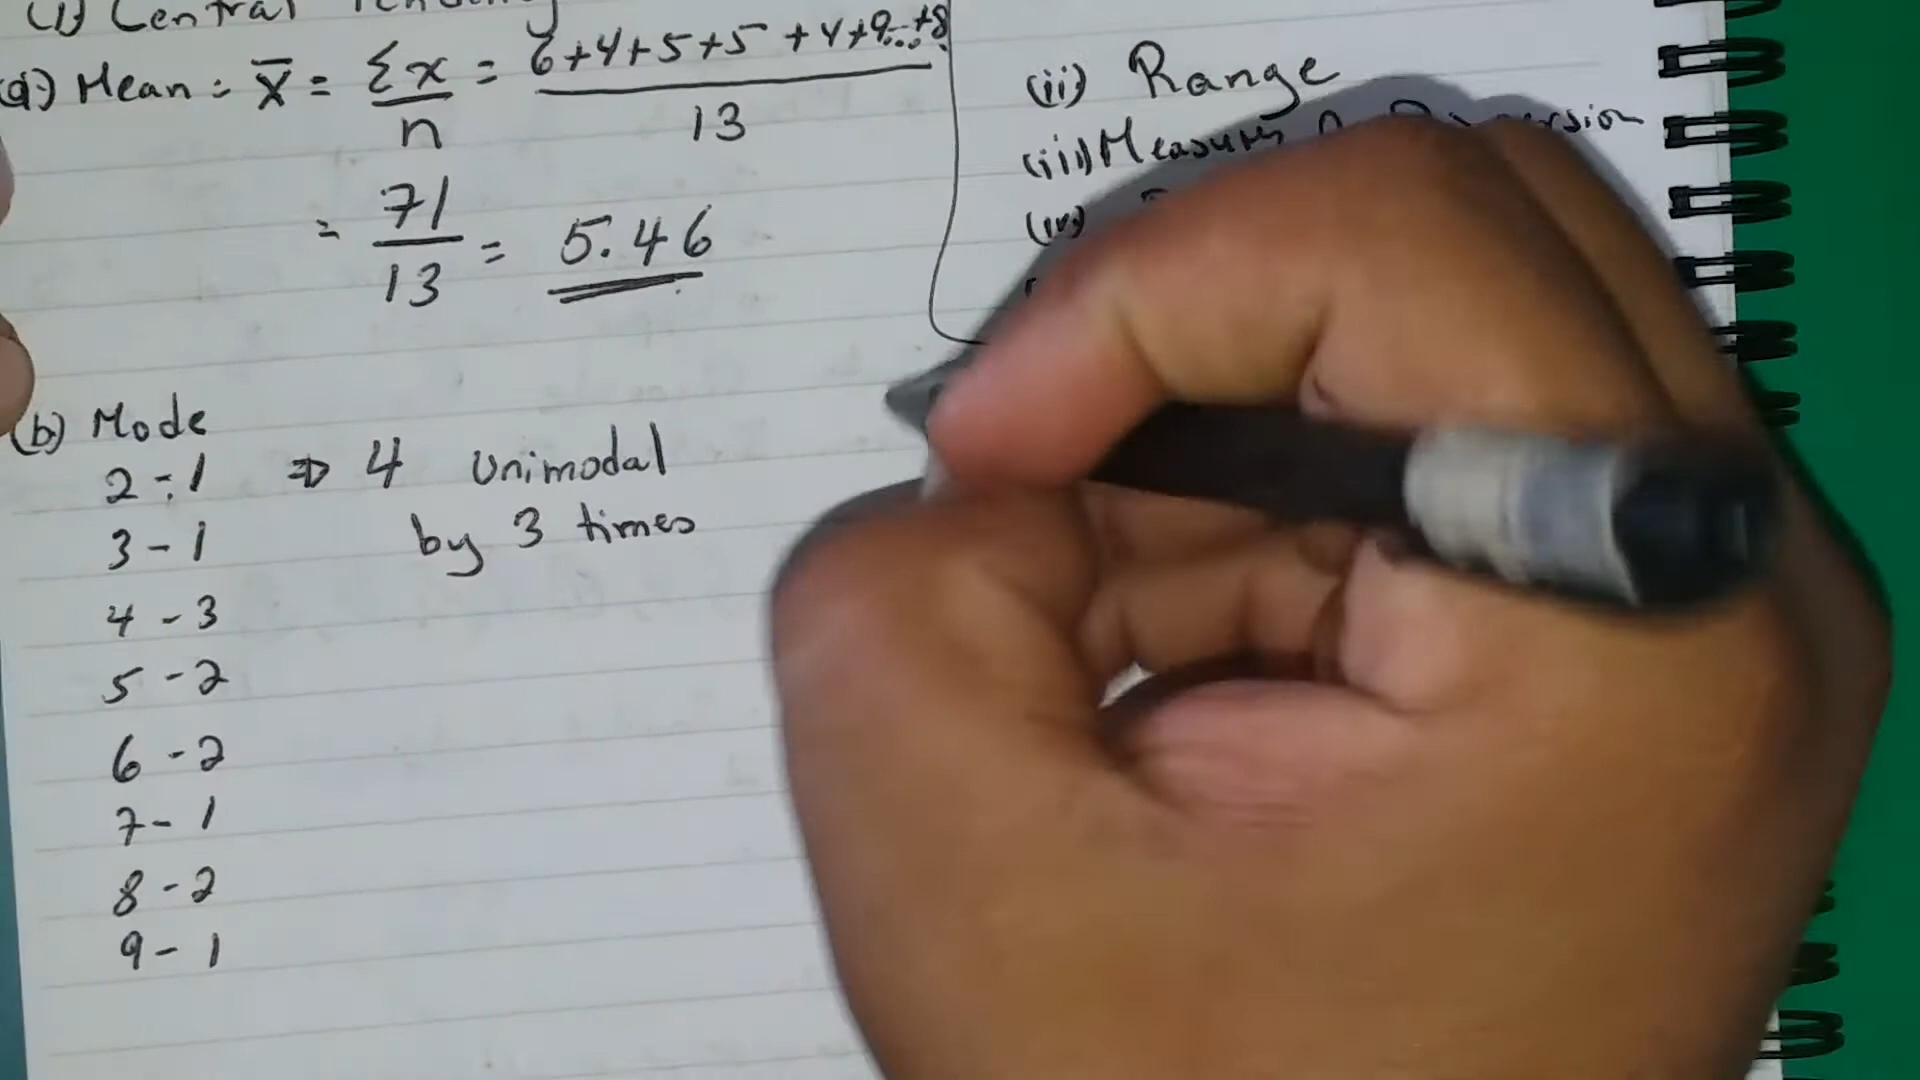 (i) Central Tendency
(a) Mean = x̄ = Σx/n = 6+4+5+5+4+9...+8/13
= 71/13 = 5.46
(b) Mode
2 - 1 ⇒ 4 Unimodal
3 - 1 by 3 times
4 - 3
5 - 2
6 - 2
7 - 1
8 - 2
9 - 1
(ii) Range
(iii) Measures
(iv)